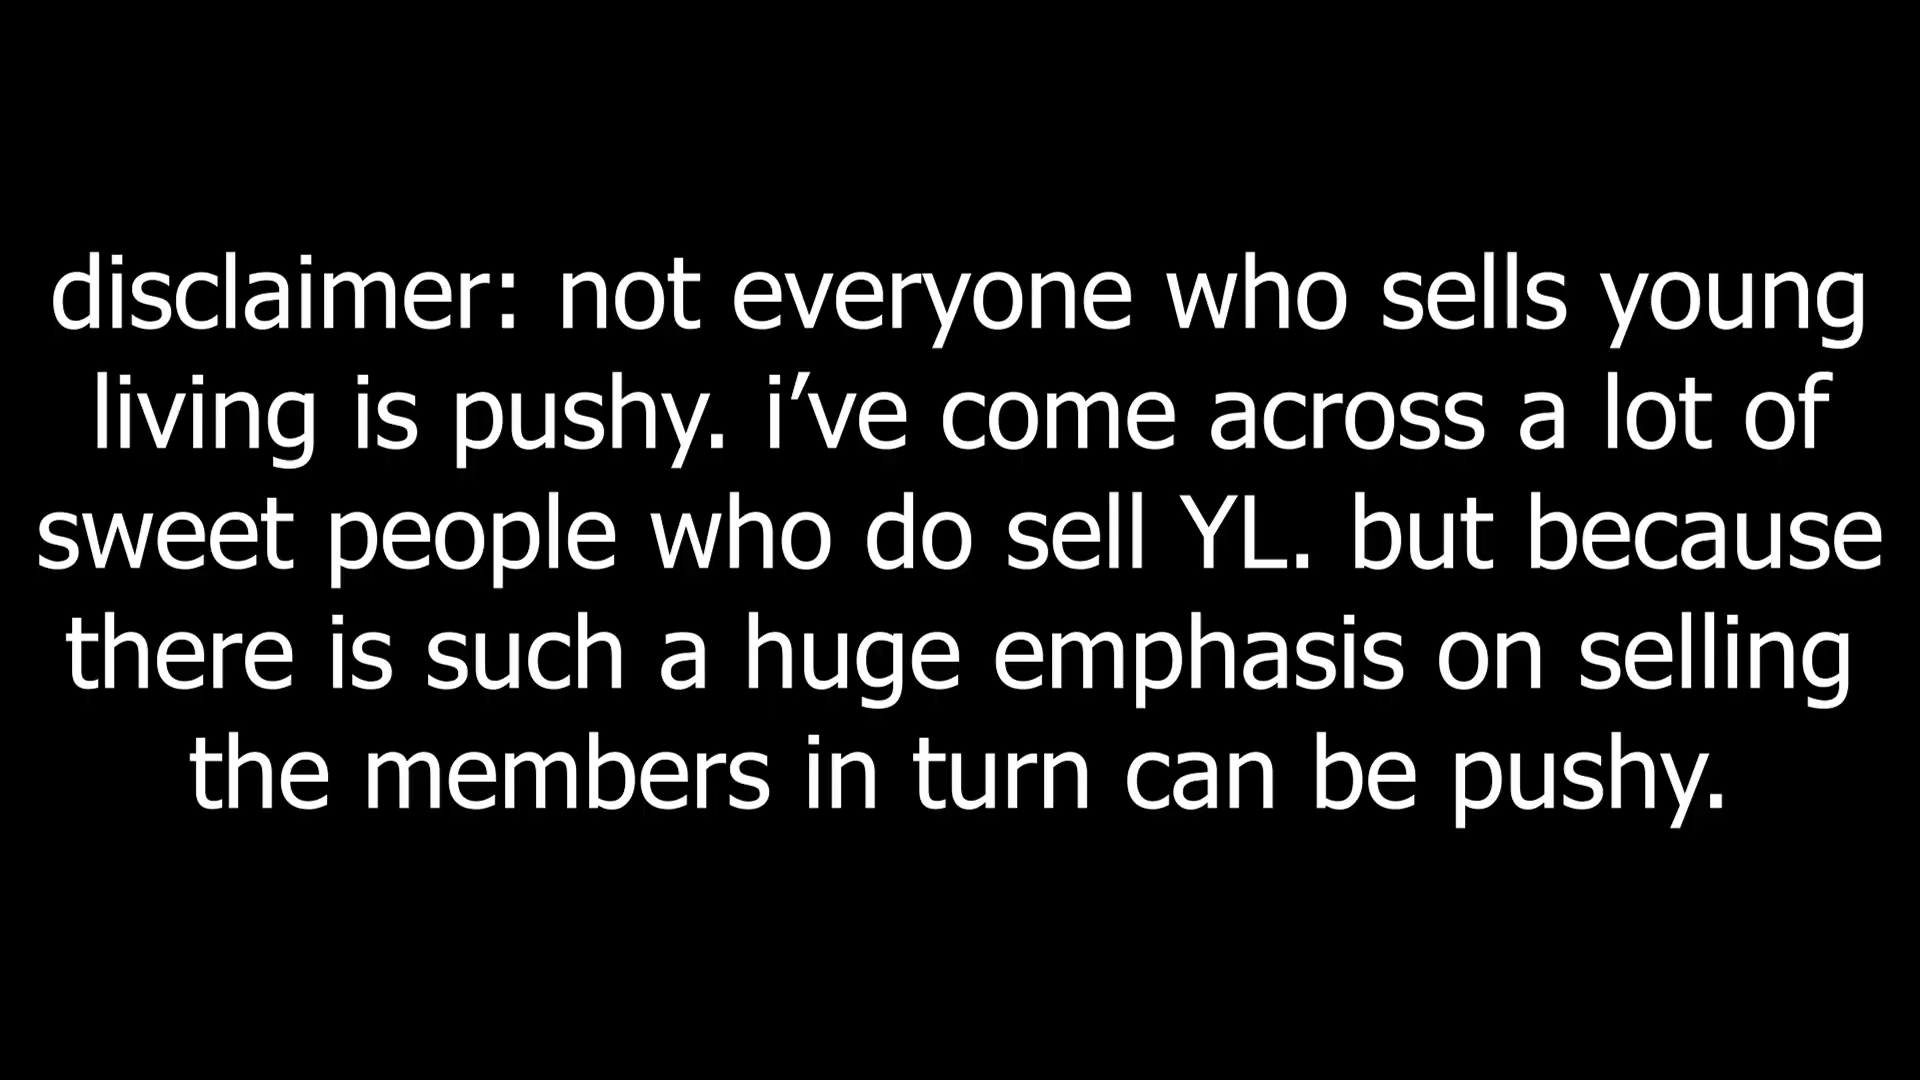 disclaimer: not everyone who sells young
living is pushy. i’ve come across a lot of
sweet people who do sell YL. but because
there is such a huge emphasis on selling
the members in turn can be pushy.